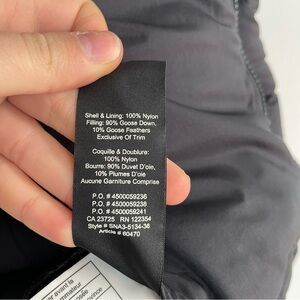 Shell & Lining: 100% Nylon
Filling: 90% Goose Down,
10% Goose Feathers
Exclusive Of Trim
Coquille & Doublure:
100% Nylon
Bourre: 90% Duvet D'oie,
10% Plumes D'oie
Aucune Garniture Comprise
P.O. # 4500059236
P.O. # 4500059238
P.O. # 4500059241
CA 23725 RN 122354
Style # SNA3-5134-36
Article # 60470